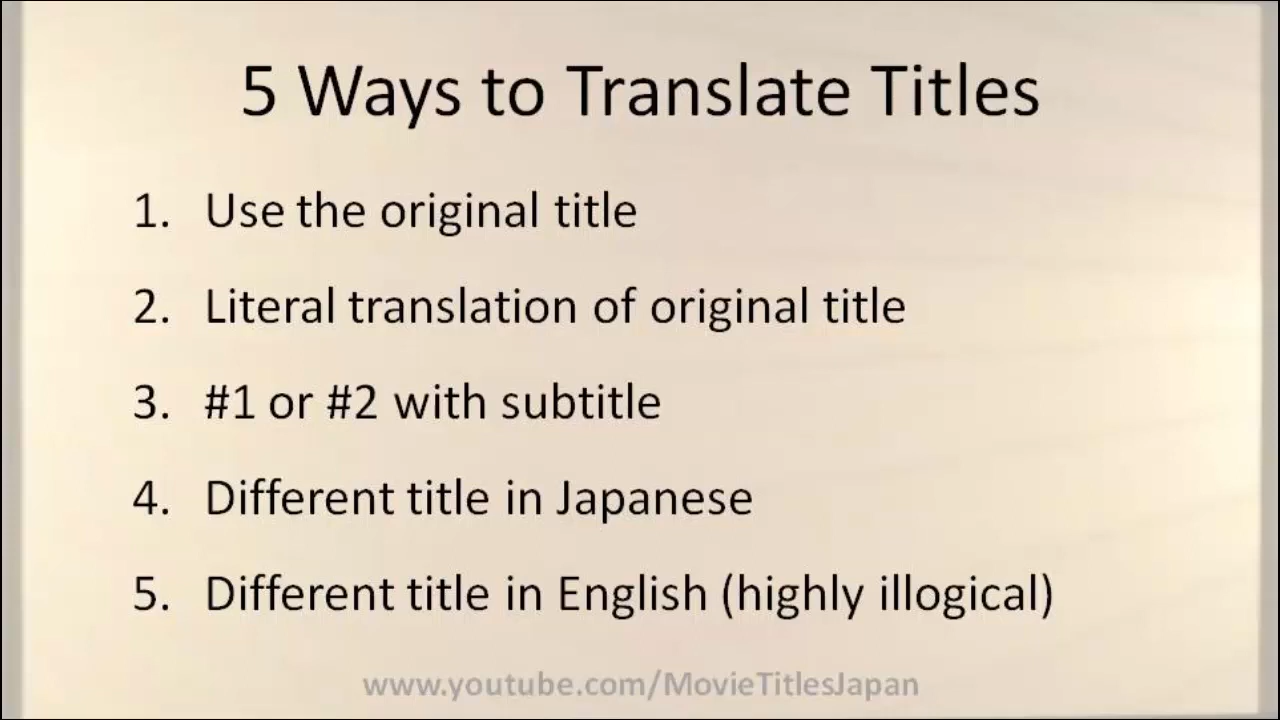 5 Ways to Translate Titles
1. Use the original title
2. Literal translation of original title
3. #1 or #2 with subtitle
4. Different title in Japanese
5. Different title in English (highly illogical)
www.youtube.com/MovieTitlesJapan